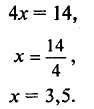 4x = 14,
x = 14/4,
x = 3,5.